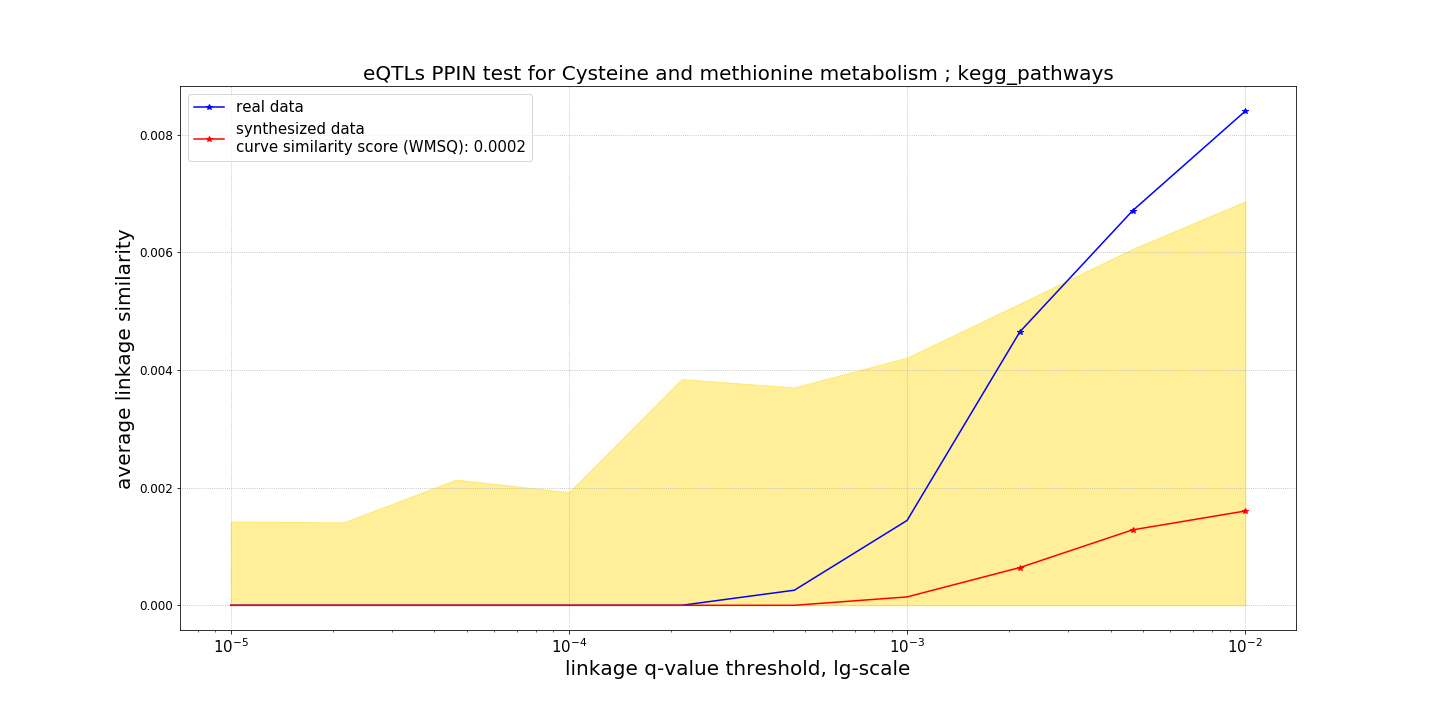 eQTLs PPIN test for Cysteine and methionine metabolism ; kegg_pathways
real data
synthesized data
curve similarity score (WMSQ): 0.0002
average linkage similarity
0.008
0.006
0.004
0.002
0.000
10⁻⁵ 10⁻⁴ 10⁻³ 10⁻²
linkage q-value threshold, lg-scale